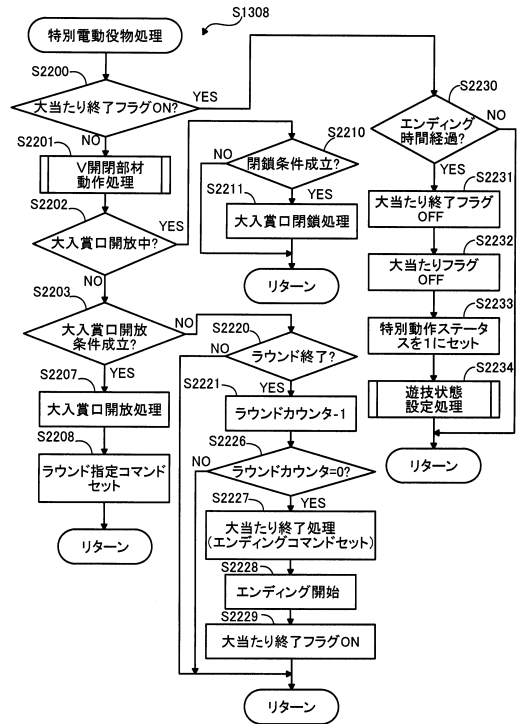 S1308
特別電動役物処理
S2200
大当たり終了フラグON?
YES
NO
S2201
V開閉部材
動作処理
S2202
大入賞口開放中?
YES
NO
S2203
大入賞口開放
条件成立?
NO
YES
S2207
大入賞口開放処理
S2208
ラウンド指定コマンド
セット
リターン
S2210
閉鎖条件成立?
NO
YES
S2211
大入賞口閉鎖処理
リターン
S2220
ラウンド終了?
NO
YES
S2221
ラウンドカウンタ-1
S2226
ラウンドカウンタ=0?
NO
YES
S2227
大当たり終了処理
(エンディングコマンドセット)
S2228
エンディング開始
S2229
大当たり終了フラグON
リターン
S2230
エンディング
時間経過?
NO
YES
S2231
大当たり終了フラグ
OFF
S2232
大当たりフラグ
OFF
S2233
特別動作ステータ
スを1にセット
S2234
遊技状態
設定処理
リターン